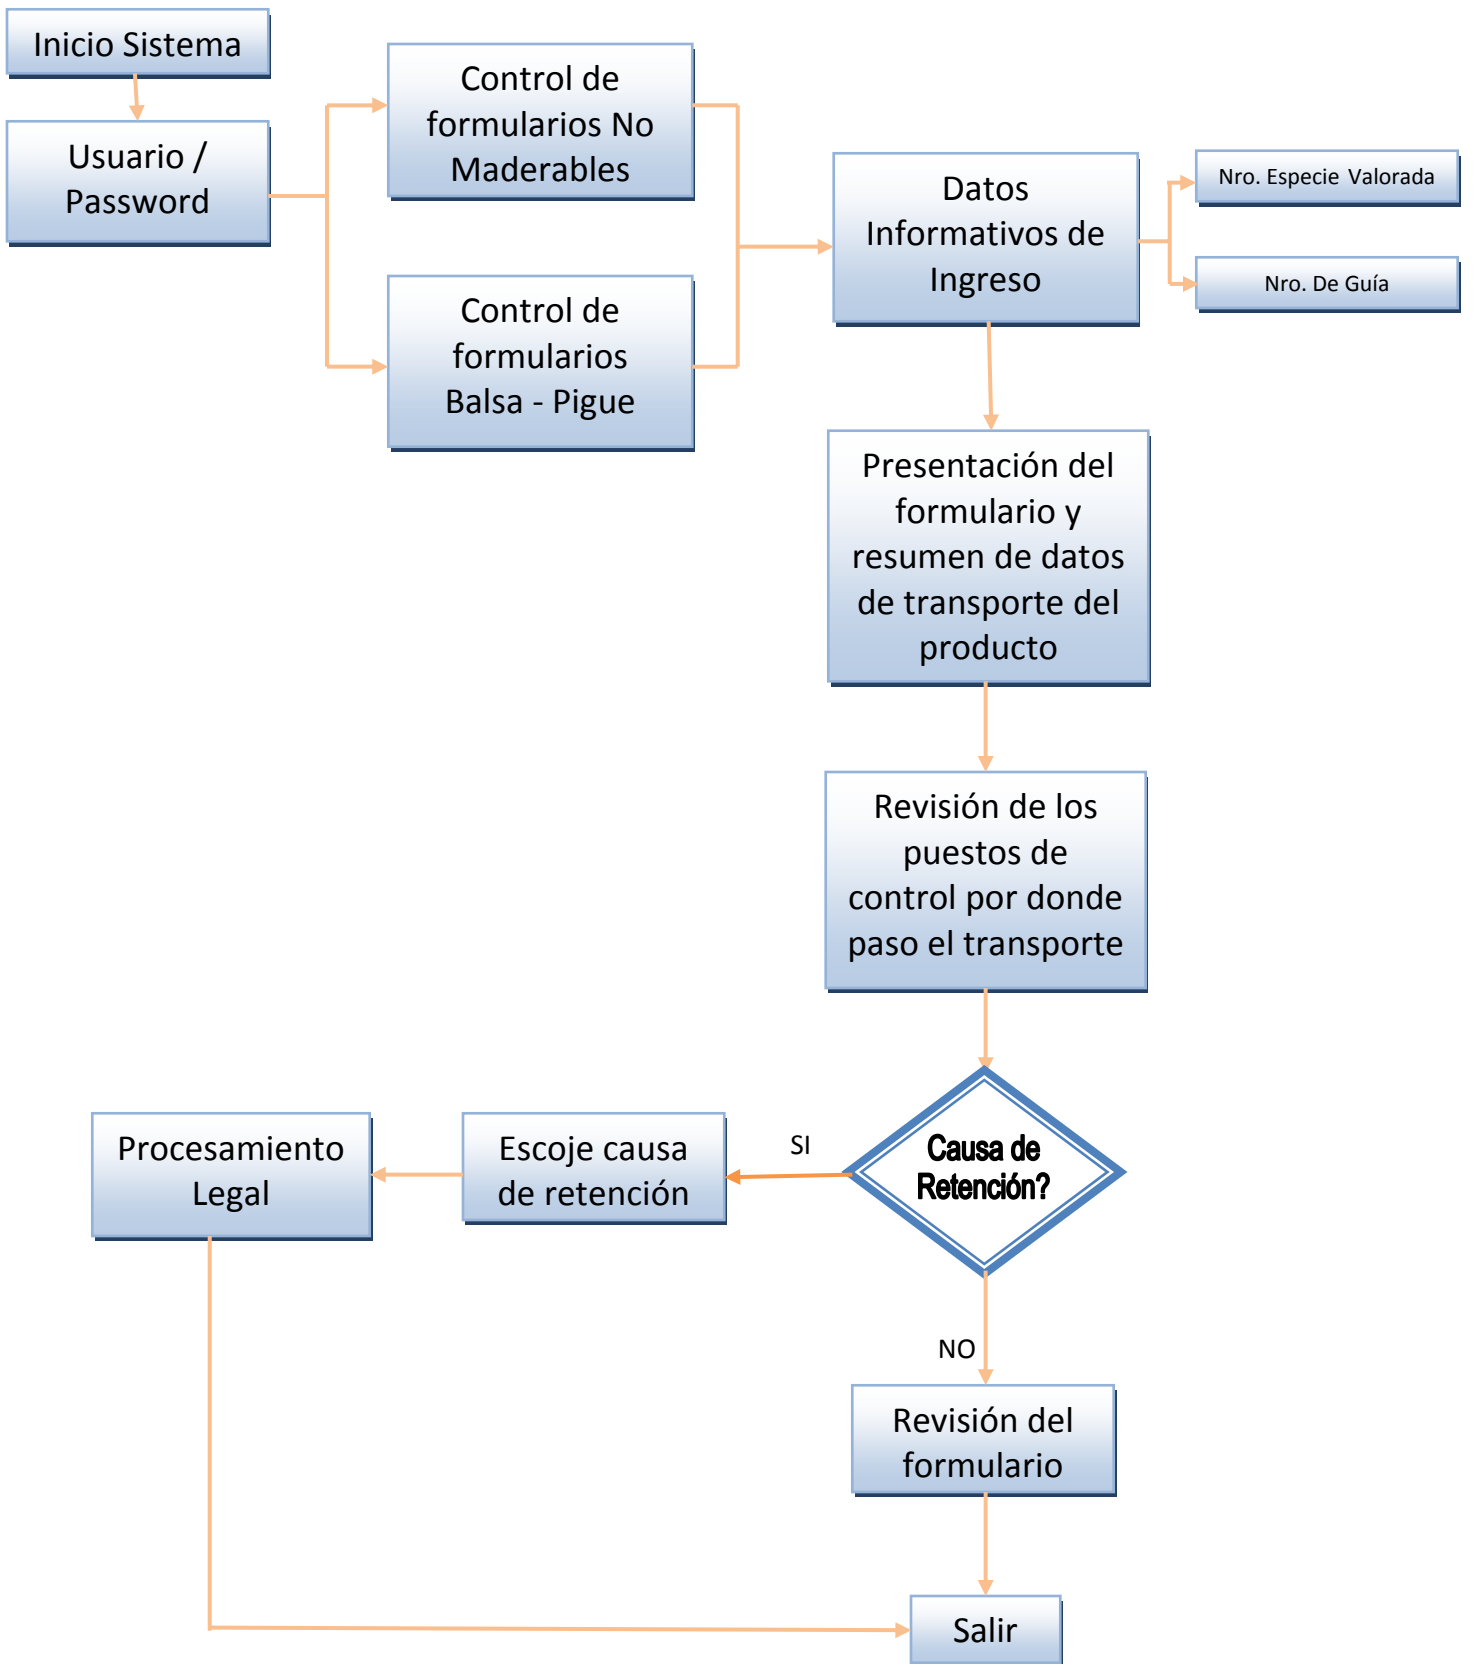 Inicio Sistema
Usuario /
Password
Control de
formularios No
Maderables
Control de
formularios
Balsa - Pigue
Datos
Informativos de
Ingreso
Nro. Especie Valorada
Nro. De Guía
Presentación del
formulario y
resumen de datos
de transporte del
producto
Revisión de los
puestos de
control por donde
paso el transporte
Causa de
Retención?
SI
Escoje causa
de retención
Procesamiento
Legal
NO
Revisión del
formulario
Salir